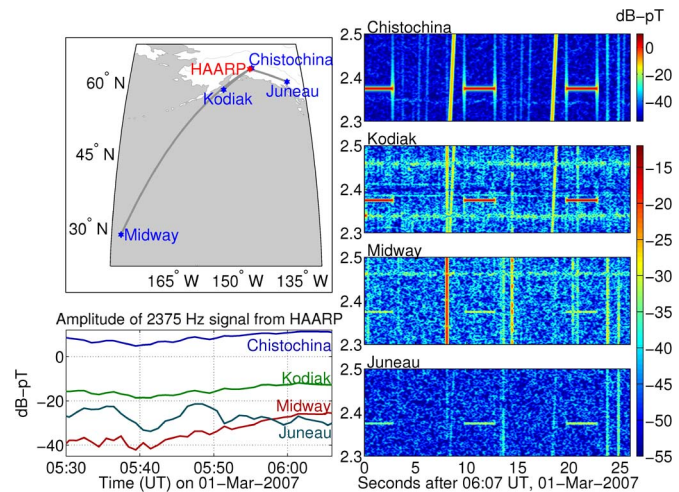 dB−pT
Chistochina
HAARP
Chistochina
Juneau
Kodiak
Midway
60° N
45° N
30° N
165° W
150° W
135° W
2.5
2.4
2.3
10
0
−10
−20
−30
−40
Kodiak
2.5
2.4
2.3
Midway
2.5
2.4
2.3
Juneau
2.5
2.4
2.3
−15
−20
−25
−30
−35
−40
−45
−50
−55
0
5
10
15
20
25
Seconds after 06:07 UT, 01−Mar−2007
Amplitude of 2375 Hz signal from HAARP
Chistochina
Kodiak
Midway
Juneau
dB−pT
0
−20
−40
05:30
05:40
05:50
06:00
Time (UT) on 01−Mar−2007